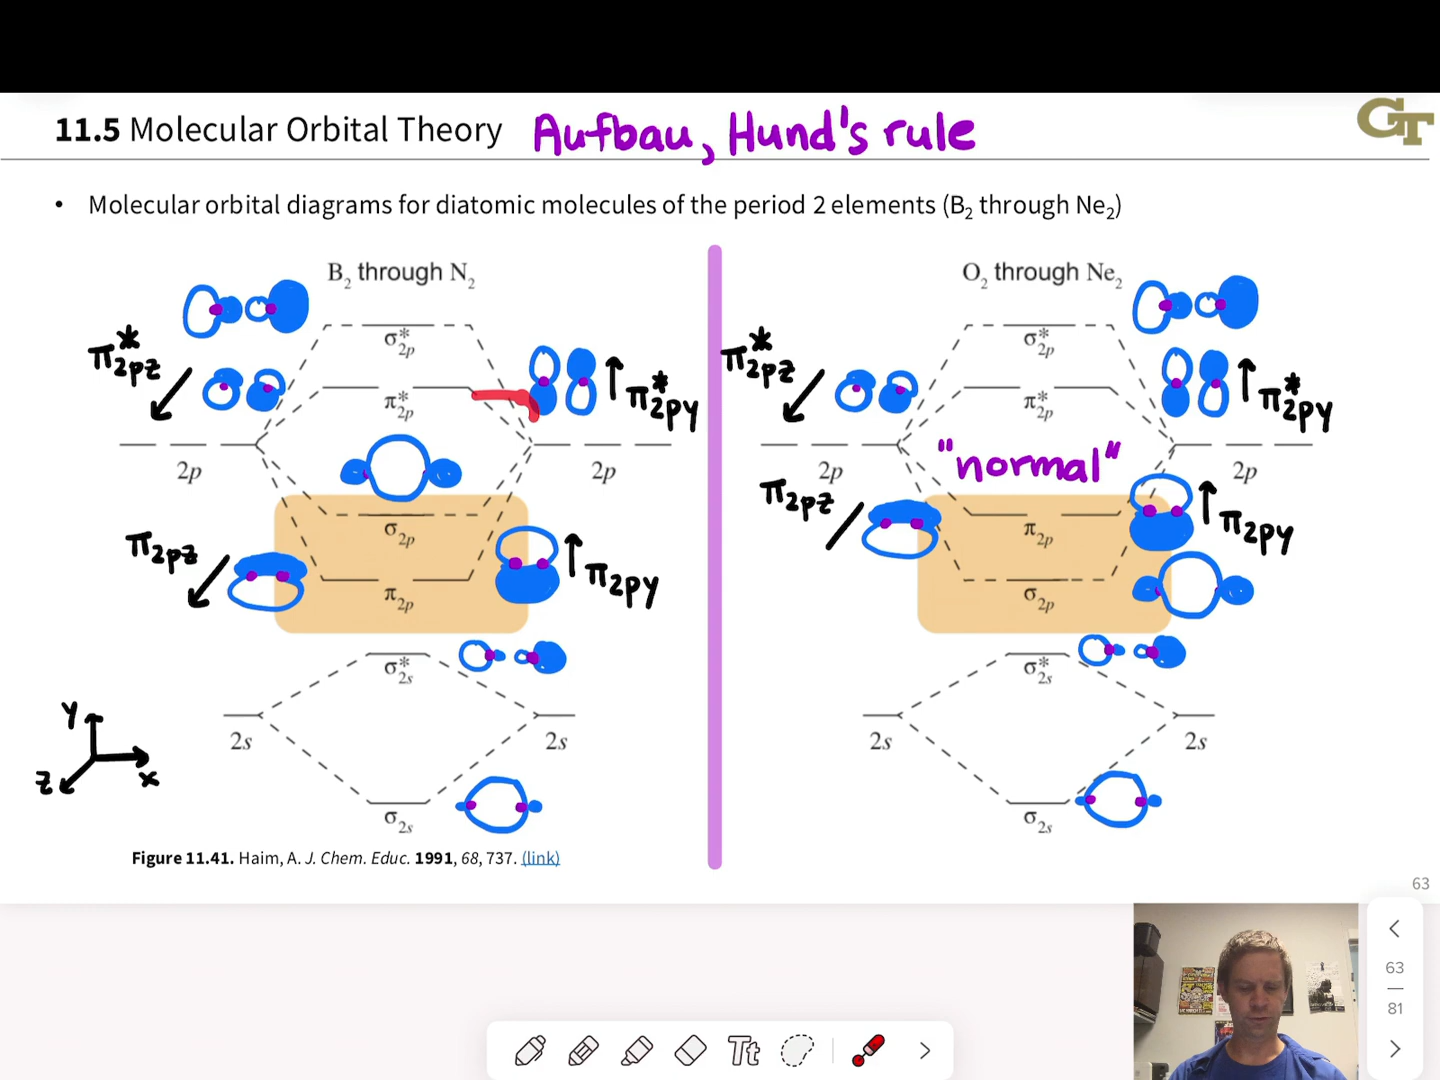 11.5 Molecular Orbital Theory Aufbau, Hund's rule
GT
• Molecular orbital diagrams for diatomic molecules of the period 2 elements (B₂ through Ne₂)
B₂ through N₂
σ*2p
π*2pz
π*2p
π*2py
2p
2p
σ2p
π2pz
π2p
π2py
σ*2s
2s
2s
σ2s
Y
Z
x
Figure 11.41. Haim, A. J. Chem. Educ. 1991, 68, 737. (link)
O₂ through Ne₂
σ*2p
π*2pz
π*2p
π*2py
2p
"normal"
2p
π2pz
π2p
π2py
σ2p
σ*2s
2s
2s
σ2s
63
63
81
Tt